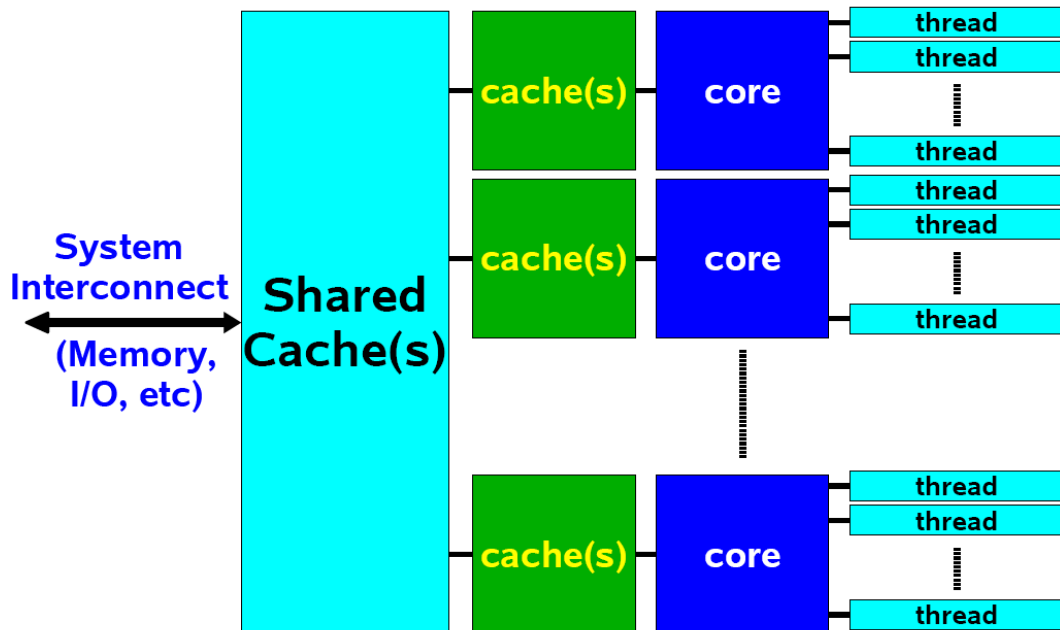 System
Interconnect
(Memory,
I/O, etc)
Shared
Cache(s)
cache(s)
core
thread
thread
thread
cache(s)
core
thread
thread
thread
cache(s)
core
thread
thread
thread